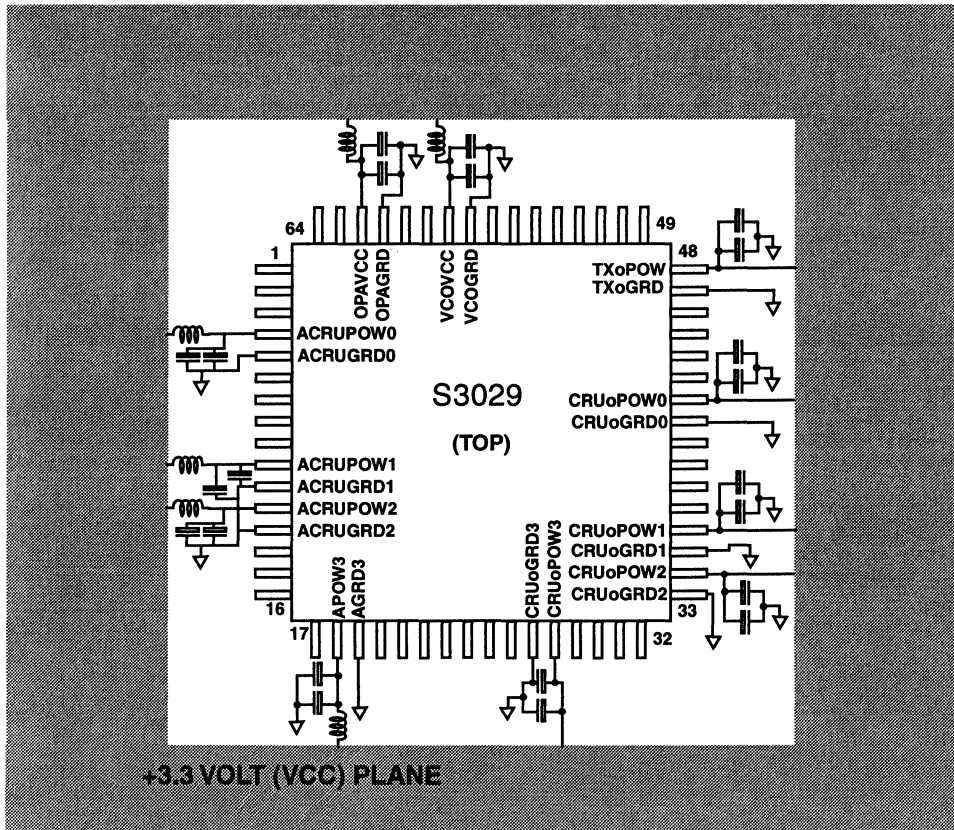 64
49
1
48
OPAVCC
OPAGRD
VCOVCC
VCOGRD
TXoPOW
TXoGRD
ACRUPOW0
ACRUGRD0
S3029
(TOP)
CRUoPOW0
CRUoGRD0
ACRUPOW1
ACRUGRD1
ACRUPOW2
ACRUGRD2
CRUoPOW1
CRUoGRD1
CRUoPOW2
CRUoGRD2
APOW3
AGRD3
CRUoGRD3
CRUoPOW3
16
33
17
32
+3.3 VOLT (VCC) PLANE